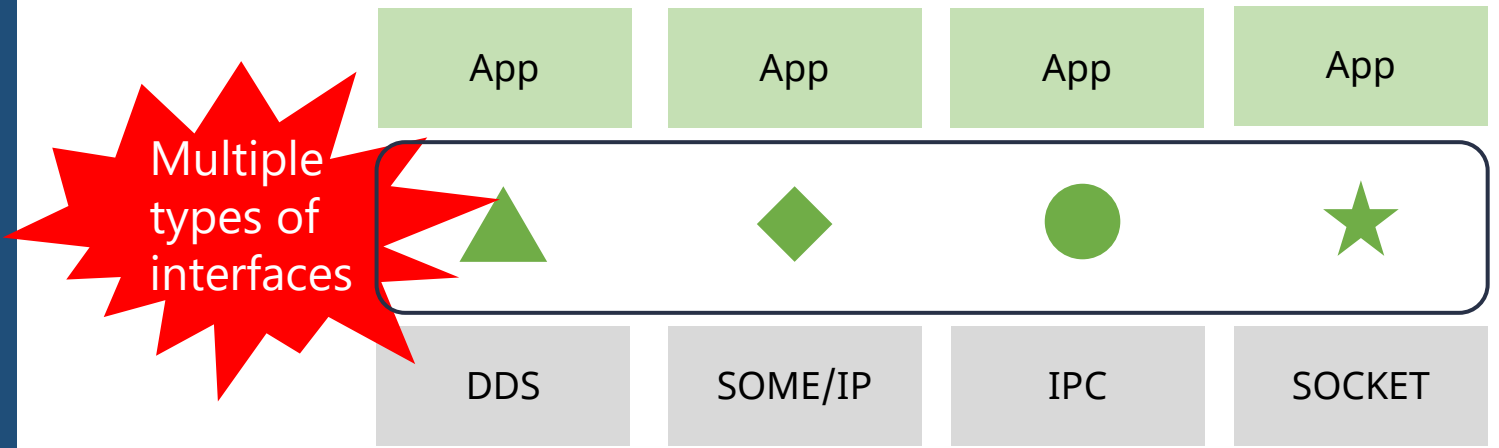 App
App
App
App
Multiple
types of
interfaces
DDS
SOME/IP
IPC
SOCKET